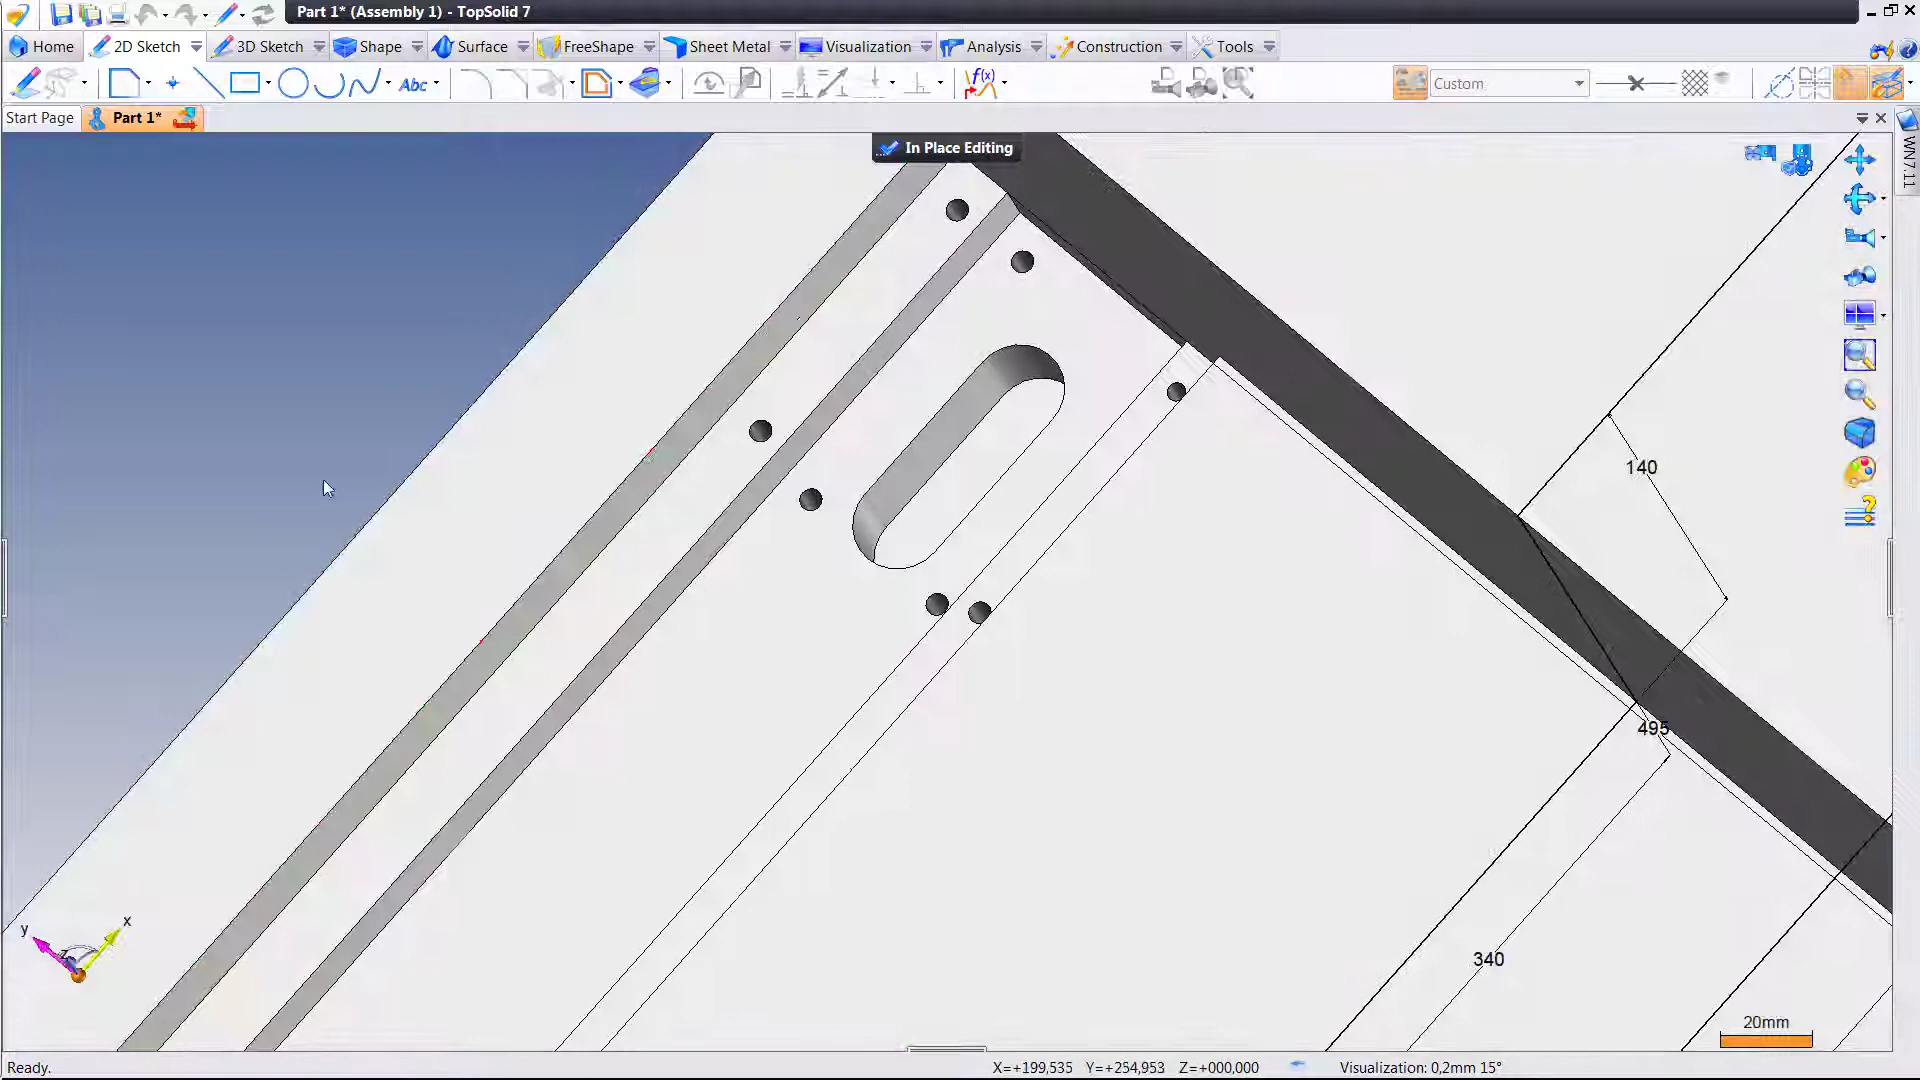 Part 1* (Assembly 1) - TopSolid 7
Home 2D Sketch 3D Sketch Shape Surface FreeShape Sheet Metal Visualization Analysis Construction Tools
Abc f(x) Custom
Start Page Part 1*
In Place Editing
WN7.11
140
495
340
y x z
20mm
Ready. X=+199,535 Y=+254,953 Z=+000,000 Visualization: 0,2mm 15°